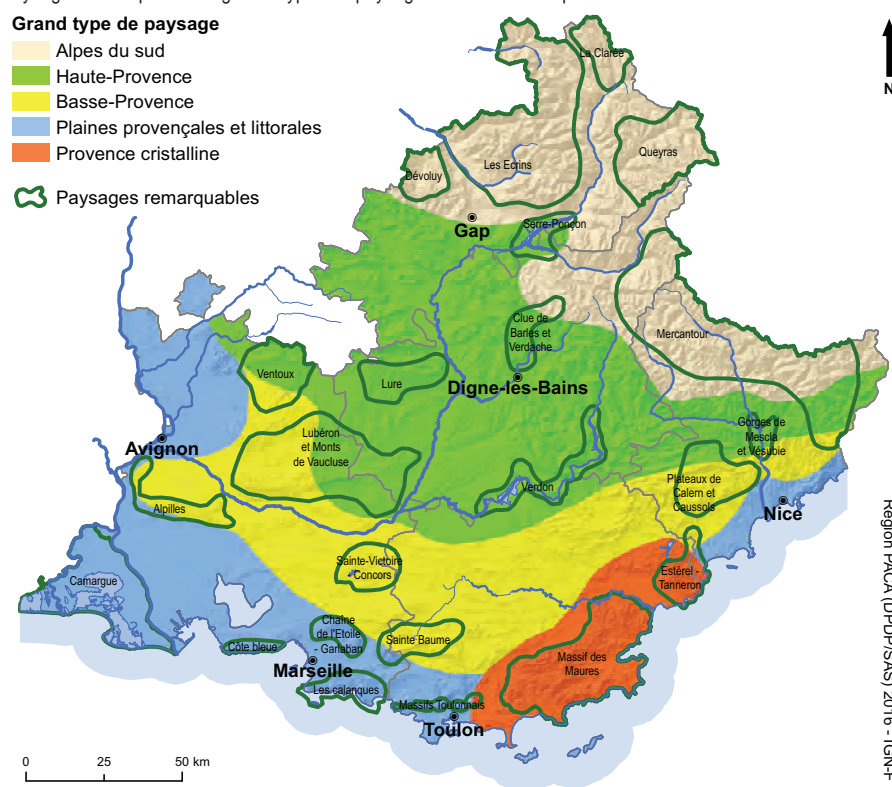 Grand type de paysage
Alpes du sud
Haute-Provence
Basse-Provence
Plaines provençales et littorales
Provence cristalline
Paysages remarquables
N
La Clarée
Les Ecrins
Queyras
Dévoluy
Gap
Serre-Ponçon
Mercantour
Clue de
Barles et
Verdache
Ventoux
Lure
Digne-les-Bains
Gorges de
Mescla
et Vésubie
Lubéron
et Monts
de Vaucluse
Avignon
Verdon
Plateaux de
Calern et
Caussols
Nice
Alpilles
Sainte-Victoire
- Concors
Estérel -
Tanneron
Camargue
Chaîne
de l'Etoile
- Garlaban
Sainte Baume
Côte bleue
Marseille
Massif des
Maures
Les calanques
Massifs Toulonnais
Toulon
0 25 50 km
Région PACA (DPDP/SAS) 2016 - IGN-F